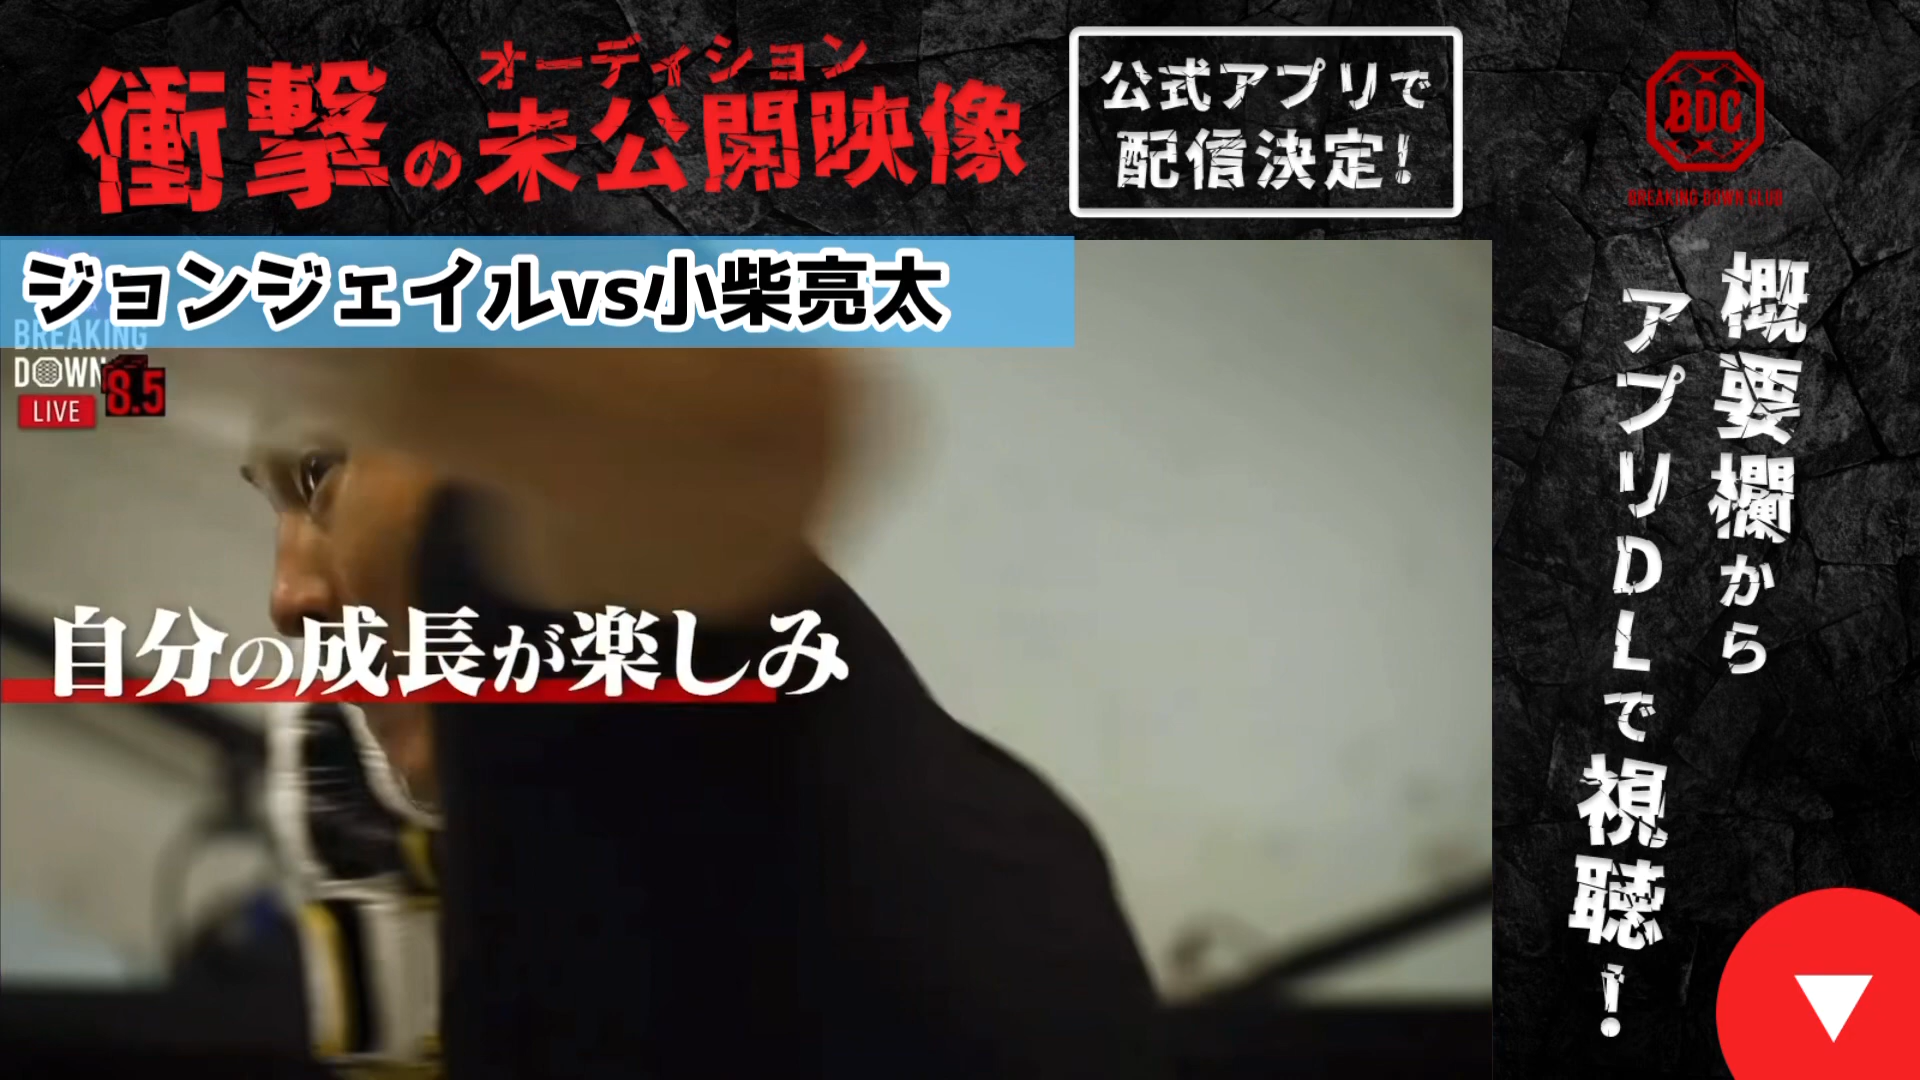 オーディション
衝撃の未公開映像
公式アプリで
配信決定!
BDC
BREAKING DOWN CLUB
ジョンジェイルvs小柴亮太
BREAKING
DOWN 8.5
LIVE
自分の成長が楽しみ
概要欄から
アプリDLで視聴!